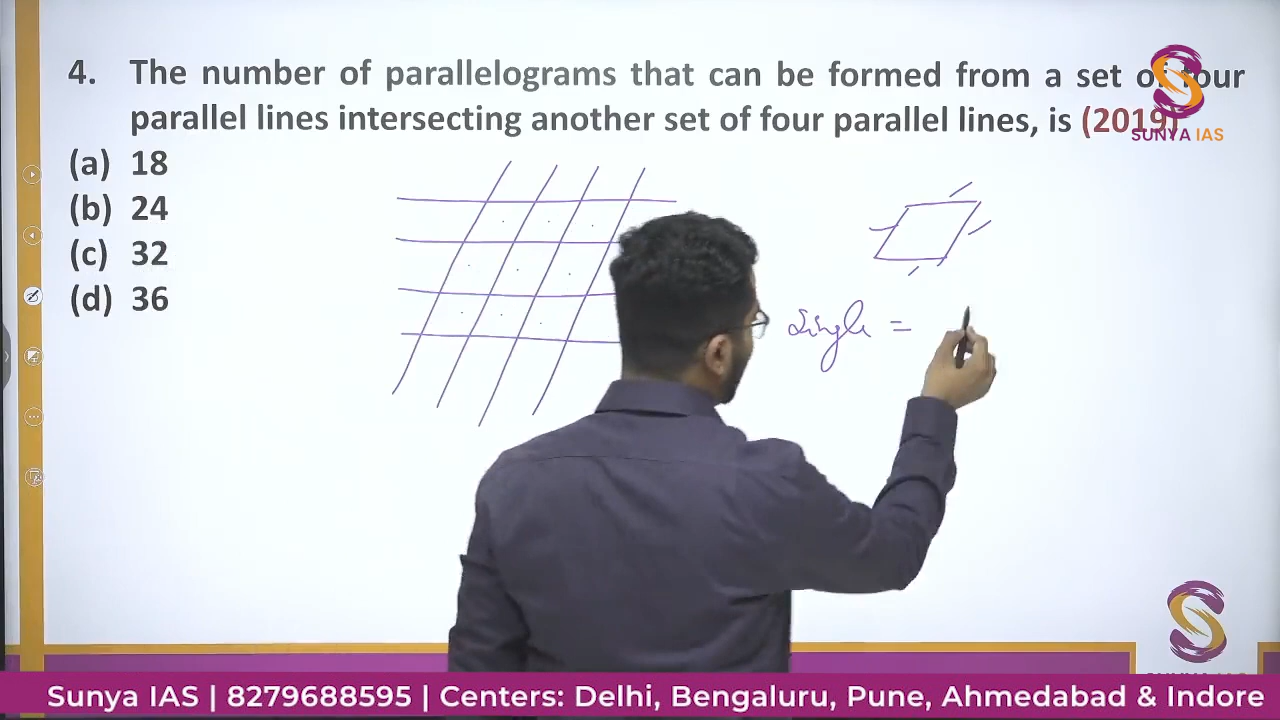 4. The number of parallelograms that can be formed from a set of four
parallel lines intersecting another set of four parallel lines, is (2019)
SUNYA IAS
(a) 18
(b) 24
(c) 32
(d) 36
Single =
Sunya IAS | 8279688595 | Centers: Delhi, Bengaluru, Pune, Ahmedabad & Indore